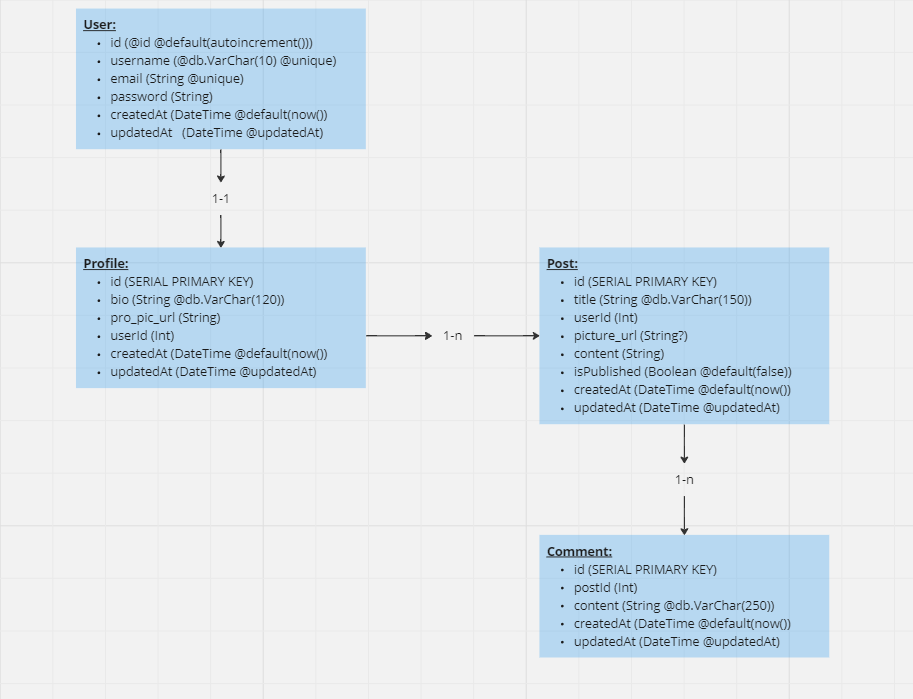 User:
• id (@id @default(autoincrement()))
• username (@db.VarChar(10) @unique)
• email (String @unique)
• password (String)
• createdAt (DateTime @default(now())
• updatedAt (DateTime @updatedAt)
1-1
Profile:
• id (SERIAL PRIMARY KEY)
• bio (String @db.VarChar(120))
• pro_pic_url (String)
• userId (Int)
• createdAt (DateTime @default(now())
• updatedAt (DateTime @updatedAt)
1-n
Post:
• id (SERIAL PRIMARY KEY)
• title (String @db.VarChar(150))
• userId (Int)
• picture_url (String?)
• content (String)
• isPublished (Boolean @default(false))
• createdAt (DateTime @default(now())
• updatedAt (DateTime @updatedAt)
1-n
Comment:
• id (SERIAL PRIMARY KEY)
• postId (Int)
• content (String @db.VarChar(250))
• createdAt (DateTime @default(now())
• updatedAt (DateTime @updatedAt)